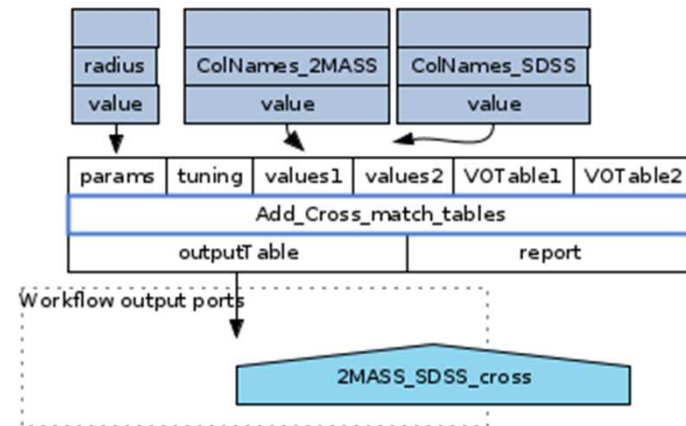 radius ColNames_2MASS ColNames_SDSS
value value value
params tuning values1 values2 VOTable1 VOTable2
Add_Cross_match_tables
outputTable report
Workflow output ports
2MASS_SDSS_cross